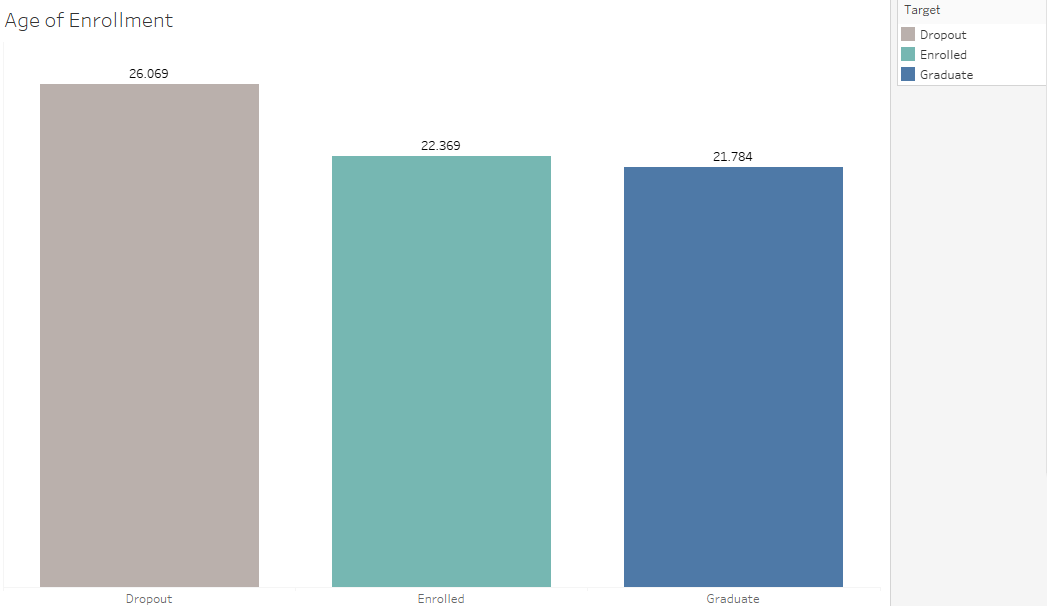 Age of Enrollment
26.069
22.369
21.784
Dropout
Enrolled
Graduate
Target
Dropout
Enrolled
Graduate